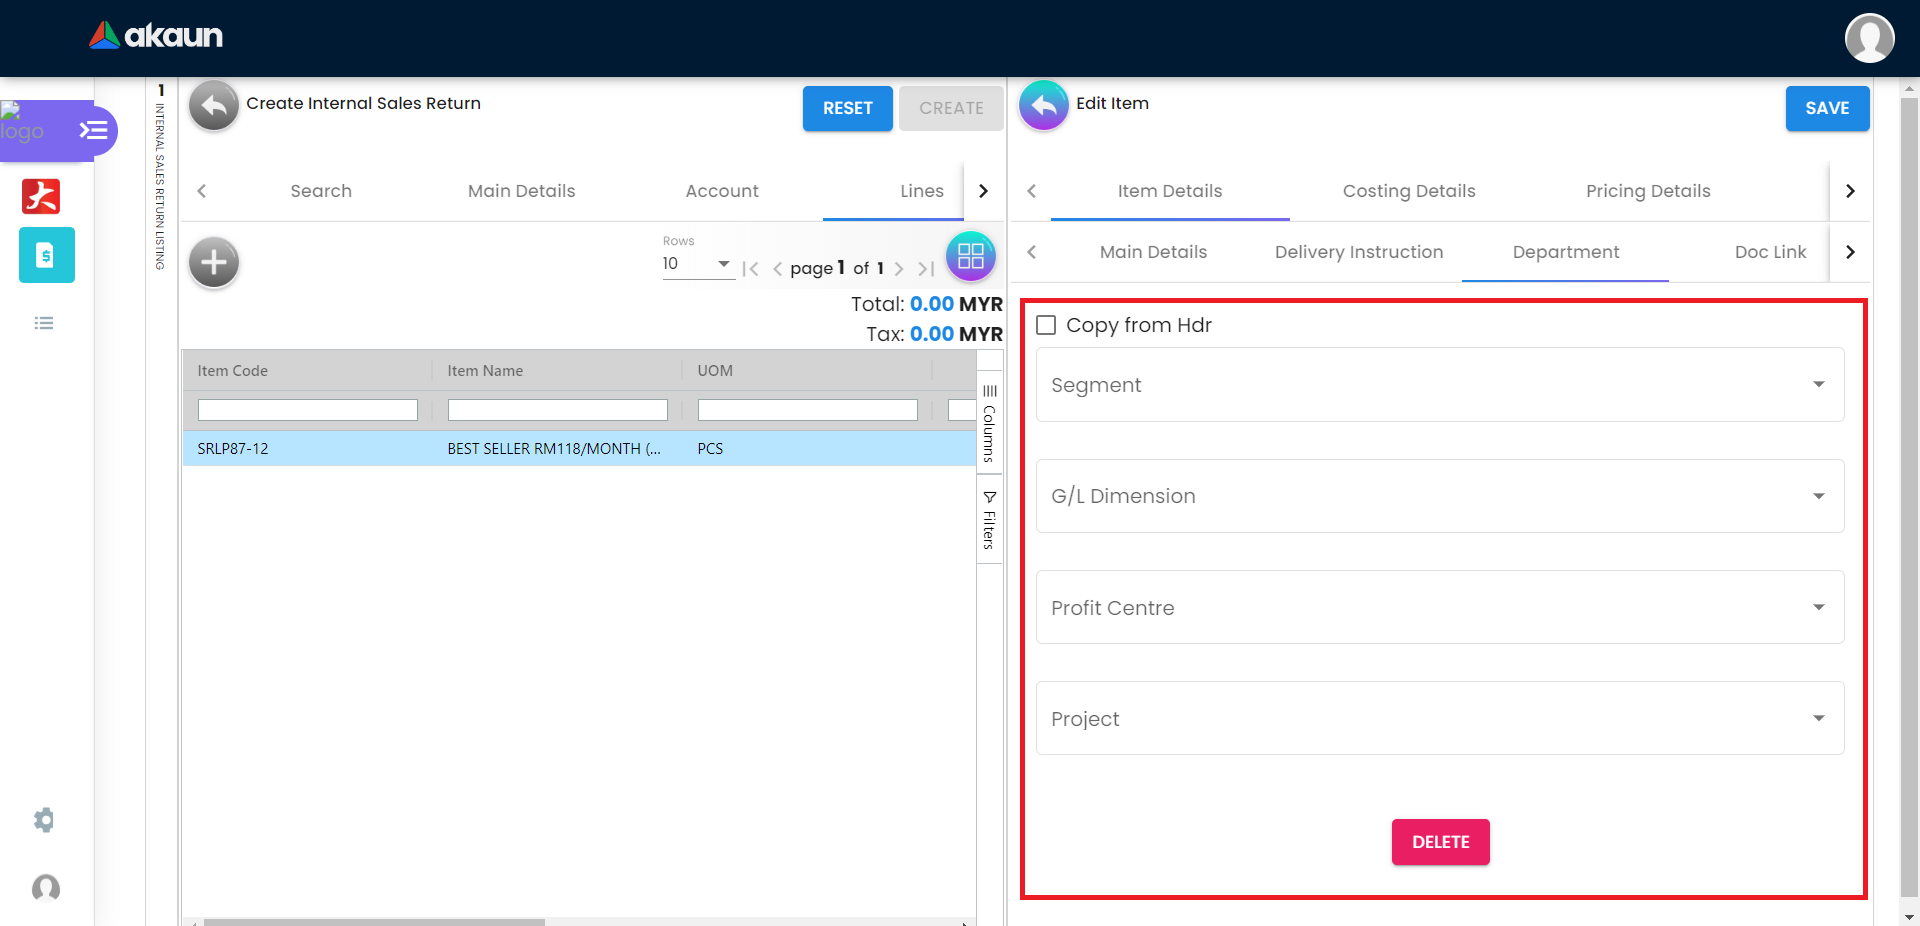 akaun
logo
1
INTERNAL SALES RETURN LISTING
Create Internal Sales Return
RESET
CREATE
Search
Main Details
Account
Lines
Rows
10
page 1 of 1
Total: 0.00 MYR
Tax: 0.00 MYR
Item Code
Item Name
UOM
SRLP87-12
BEST SELLER RM118/MONTH (...
PCS
Columns
Filters
Edit Item
SAVE
Item Details
Costing Details
Pricing Details
Main Details
Delivery Instruction
Department
Doc Link
Copy from Hdr
Segment
G/L Dimension
Profit Centre
Project
DELETE